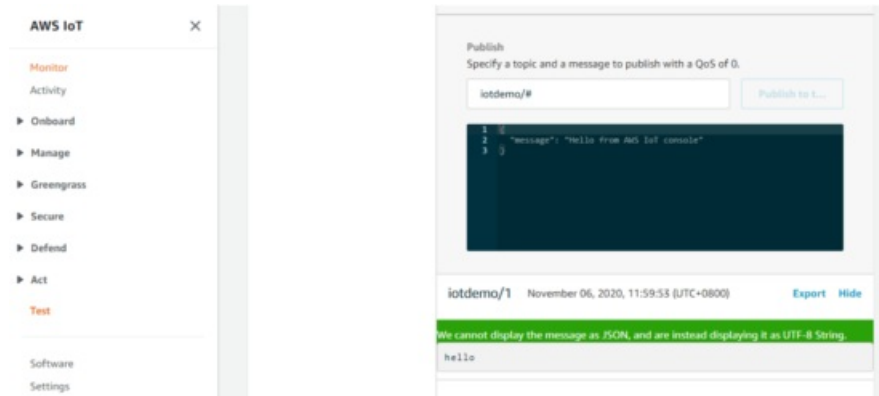 AWS IoT ×
Monitor
Activity
Onboard
Manage
Greengrass
Secure
Defend
Act
Test
Software
Settings
Publish
Specify a topic and a message to publish with a QoS of 0.
iotdemo/#
Publish to t...
1 {
2 "message": "Hello from AWS IoT console"
3 }
iotdemo/1 November 06, 2020, 11:59:53 (UTC+0800) Export Hide
We cannot display the message as JSON, and are instead displaying it as UTF-8 String.
hello